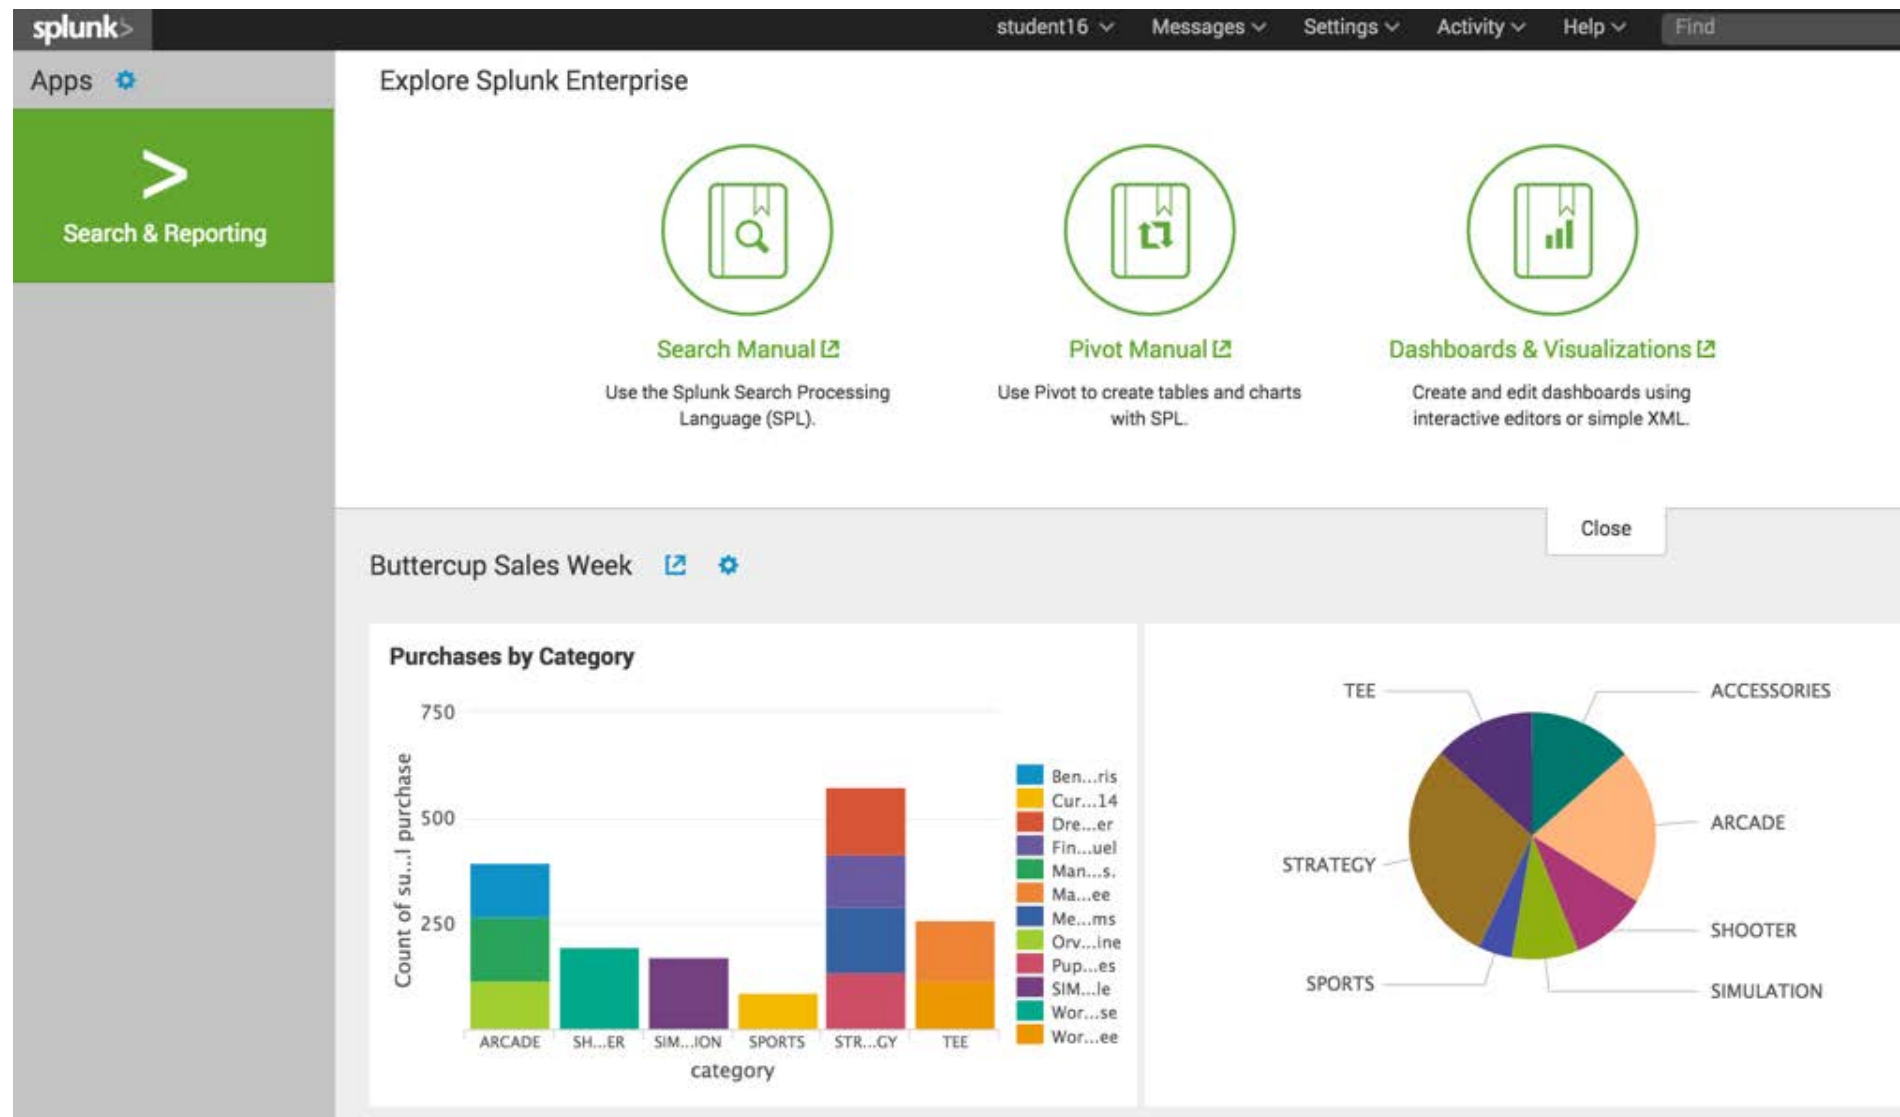 splunk>
student16
Messages
Settings
Activity
Help
Find
Apps
>
Search & Reporting
Explore Splunk Enterprise
Search Manual
Use the Splunk Search Processing
Language (SPL).
Pivot Manual
Use Pivot to create tables and charts
with SPL.
Dashboards & Visualizations
Create and edit dashboards using
interactive editors or simple XML.
Close
Buttercup Sales Week
Purchases by Category
750
500
250
Count of su...l purchase
ARCADE
SH...ER
SIM...ION
SPORTS
STR...GY
TEE
category
Ben...ris
Cur...14
Dre...er
Fin...uel
Man...s.
Ma...ee
Me...ms
Orv...ine
Pup...es
SIM...le
Wor...se
Wor...ee
TEE
ACCESSORIES
ARCADE
STRATEGY
SHOOTER
SPORTS
SIMULATION